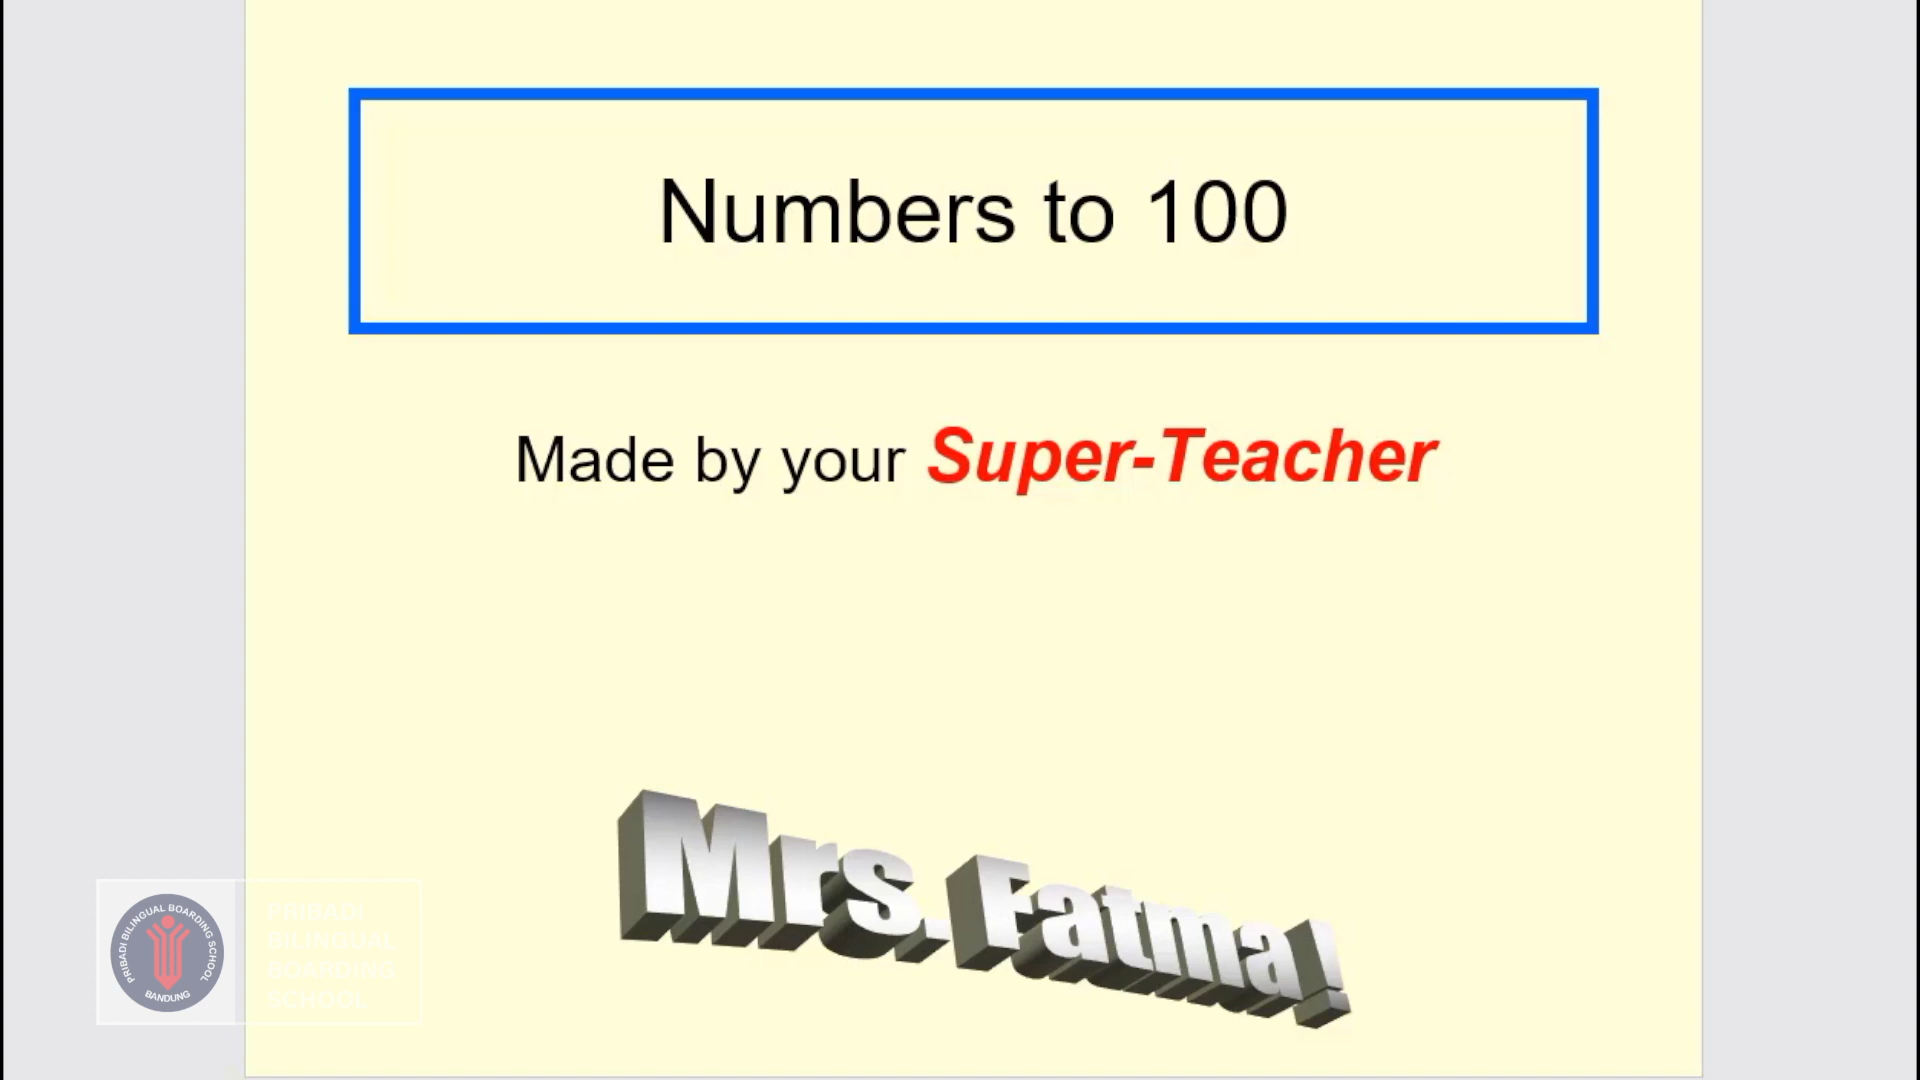 Numbers to 100
Made by your Super-Teacher
Mrs. Fatma!
PRIBADI BILINGUAL BOARDING SCHOOL
BANDUNG
PRIBADI
BILINGUAL
BOARDING
SCHOOL